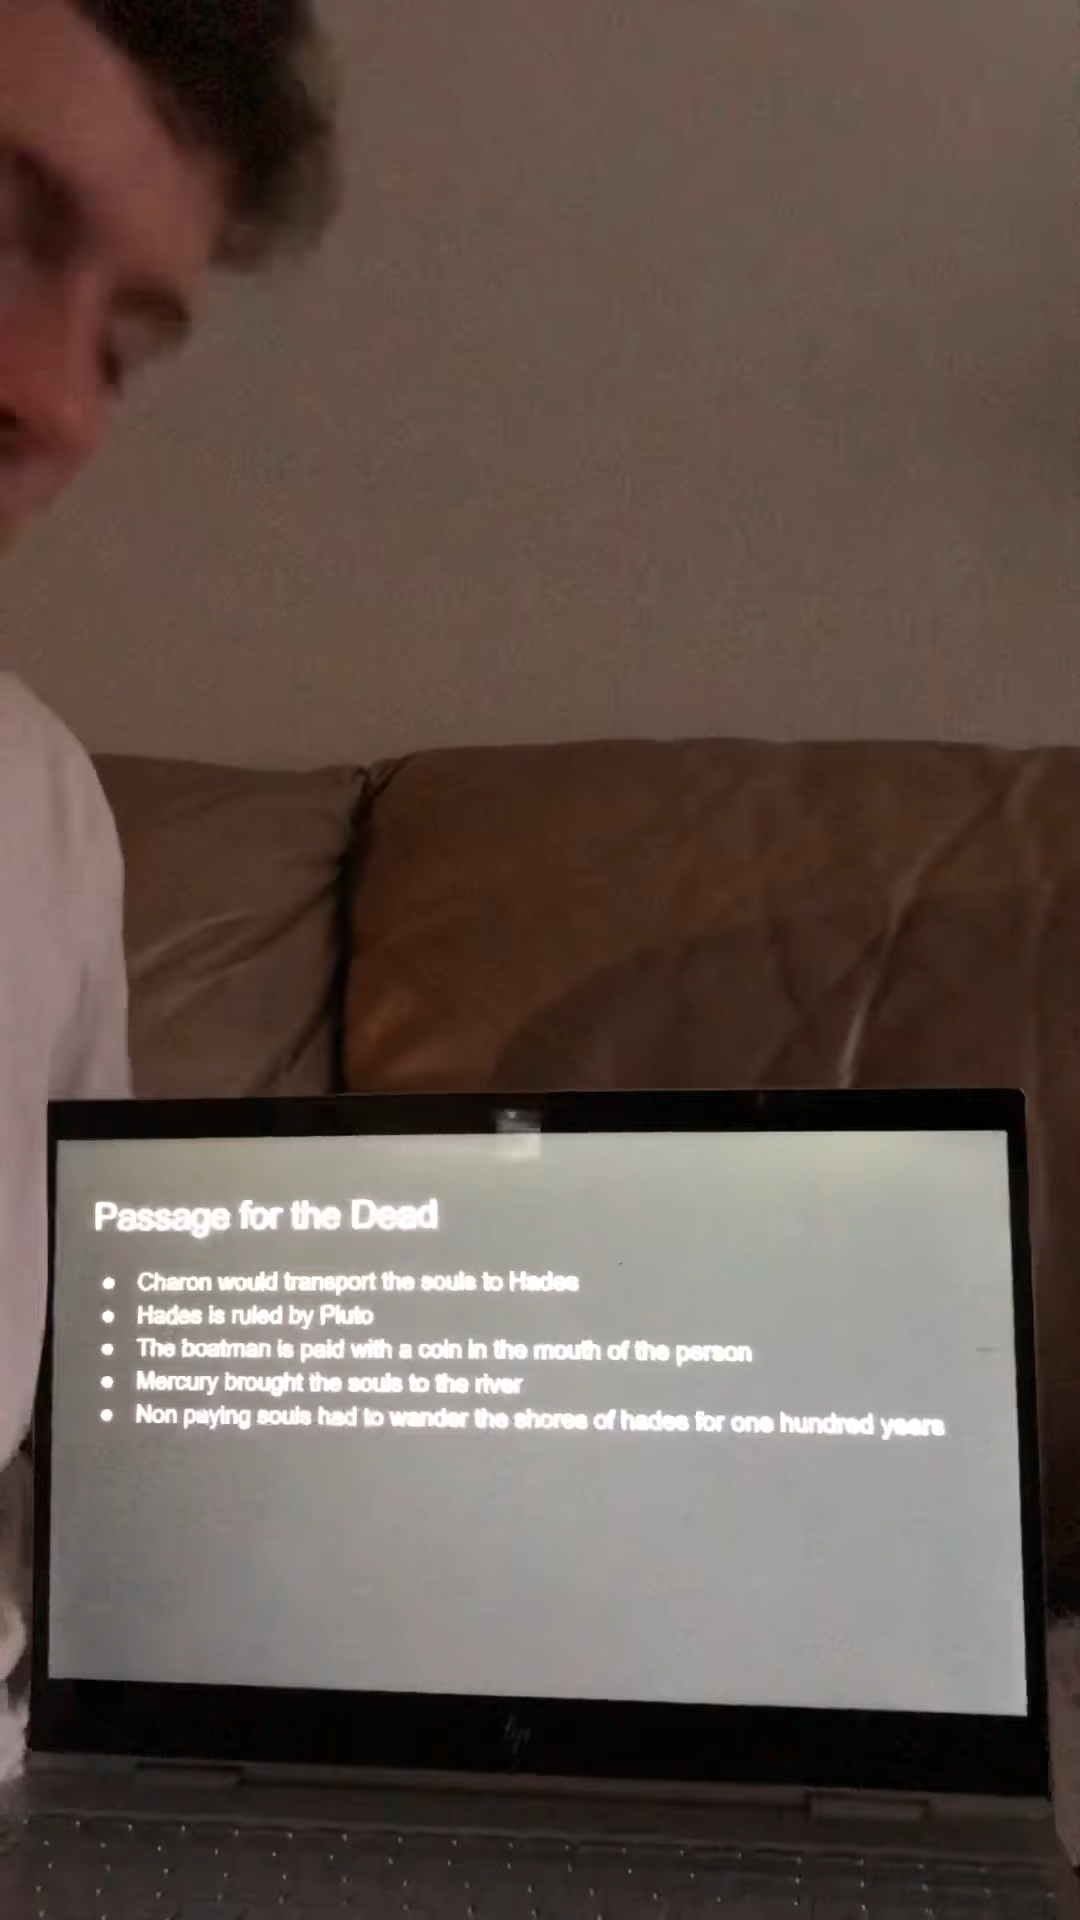 Passage for the Dead
● Charon would transport the souls to Hades
● Hades is ruled by Pluto
● The boatman is paid with a coin in the mouth of the person
● Mercury brought the souls to the river
● Non paying souls had to wander the shores of hades for one hundred years
hp